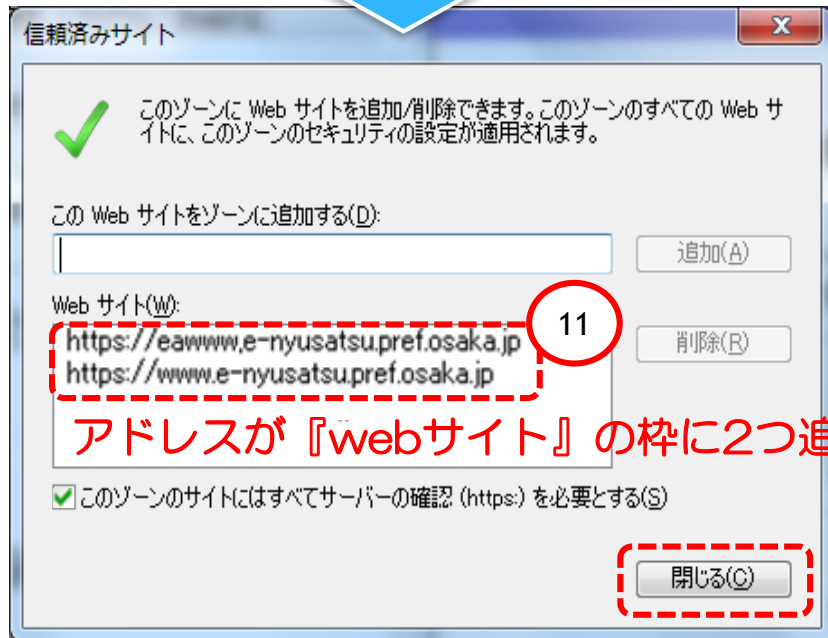 信頼済みサイト
このゾーンに Web サイトを追加/削除できます。このゾーンのすべての Web サ
イトに、このゾーンのセキュリティの設定が適用されます。
この Web サイトをゾーンに追加する(D):
追加(A)
Web サイト(W):
11
https://eawww.e-nyusatsu.pref.osaka.jp
削除(R)
https://www.e-nyusatsu.pref.osaka.jp
アドレスが『webサイト』の枠に2つ追
このゾーンのサイトにはすべてサーバーの確認 (https:) を必要とする(S)
閉じる(C)